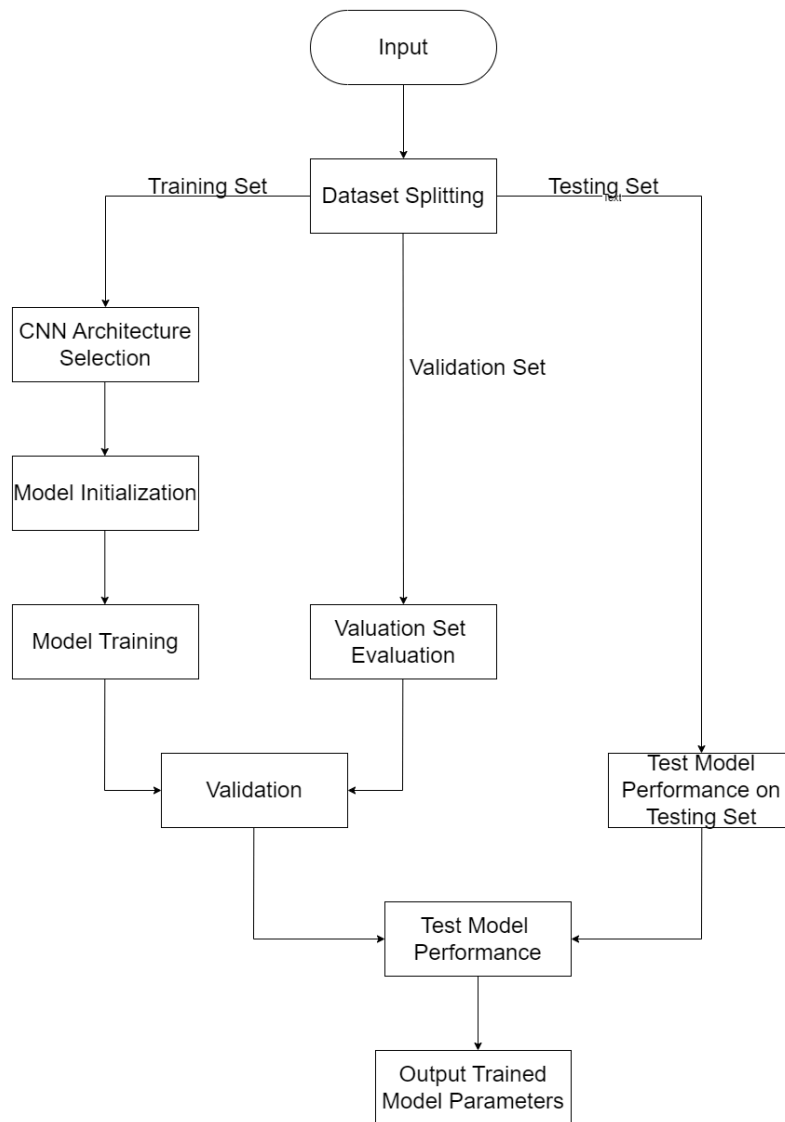 Input
Training Set
Dataset Splitting
Testing Set
Text
CNN Architecture
Selection
Validation Set
Model Initialization
Model Training
Valuation Set
Evaluation
Validation
Test Model
Performance on
Testing Set
Test Model
Performance
Output Trained
Model Parameters